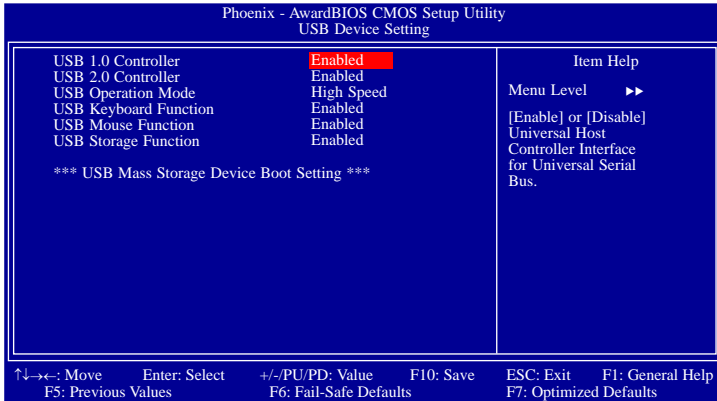 Phoenix - AwardBIOS CMOS Setup Utility
USB Device Setting
USB 1.0 Controller Enabled
USB 2.0 Controller Enabled
USB Operation Mode High Speed
USB Keyboard Function Enabled
USB Mouse Function Enabled
USB Storage Function Enabled
*** USB Mass Storage Device Boot Setting ***
Item Help
Menu Level ▶▶
[Enable] or [Disable]
Universal Host
Controller Interface
for Universal Serial
Bus.
↑↓→←: Move Enter: Select +/-/PU/PD: Value F10: Save ESC: Exit F1: General Help
F5: Previous Values F6: Fail-Safe Defaults F7: Optimized Defaults